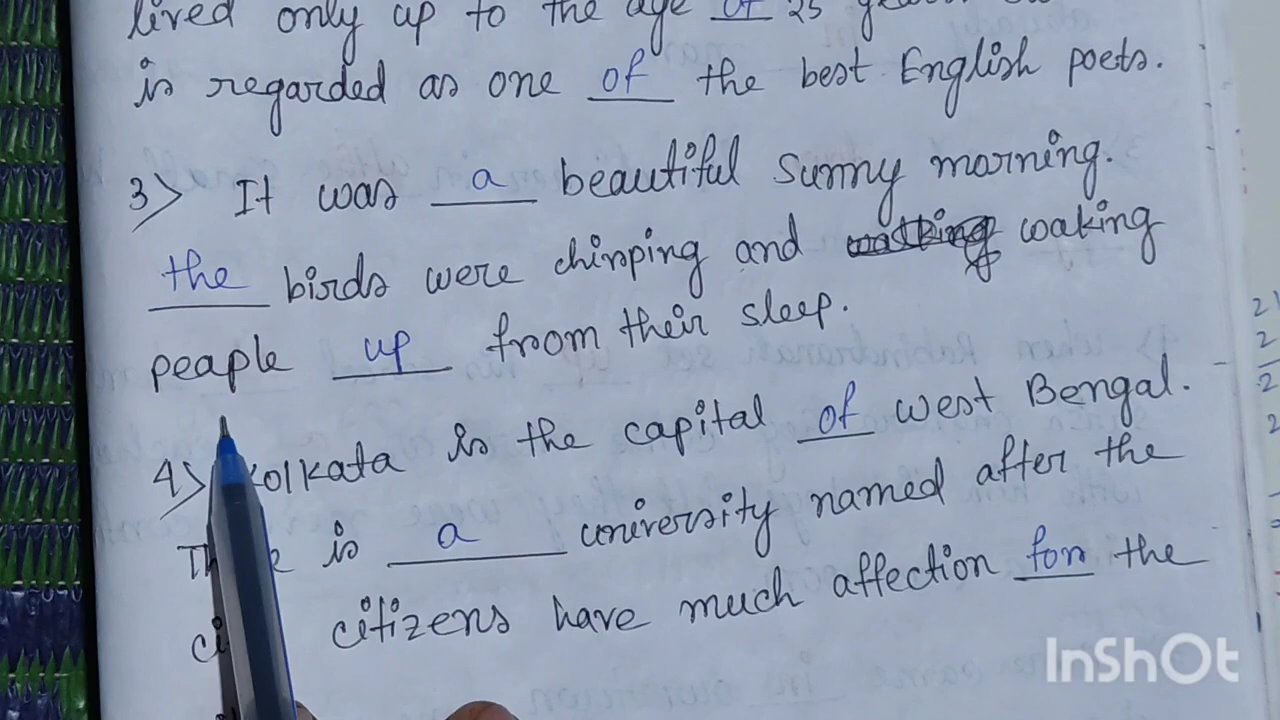 lived only up to the age of 25
is regarded as one of the best English poets.
3> It was a beautiful sunny morning.
the birds were chirping and waking
peaple up from their sleep.
4> Kolkata is the capital of west Bengal.
is a university named after the
citizens have much affection for the
InShOt